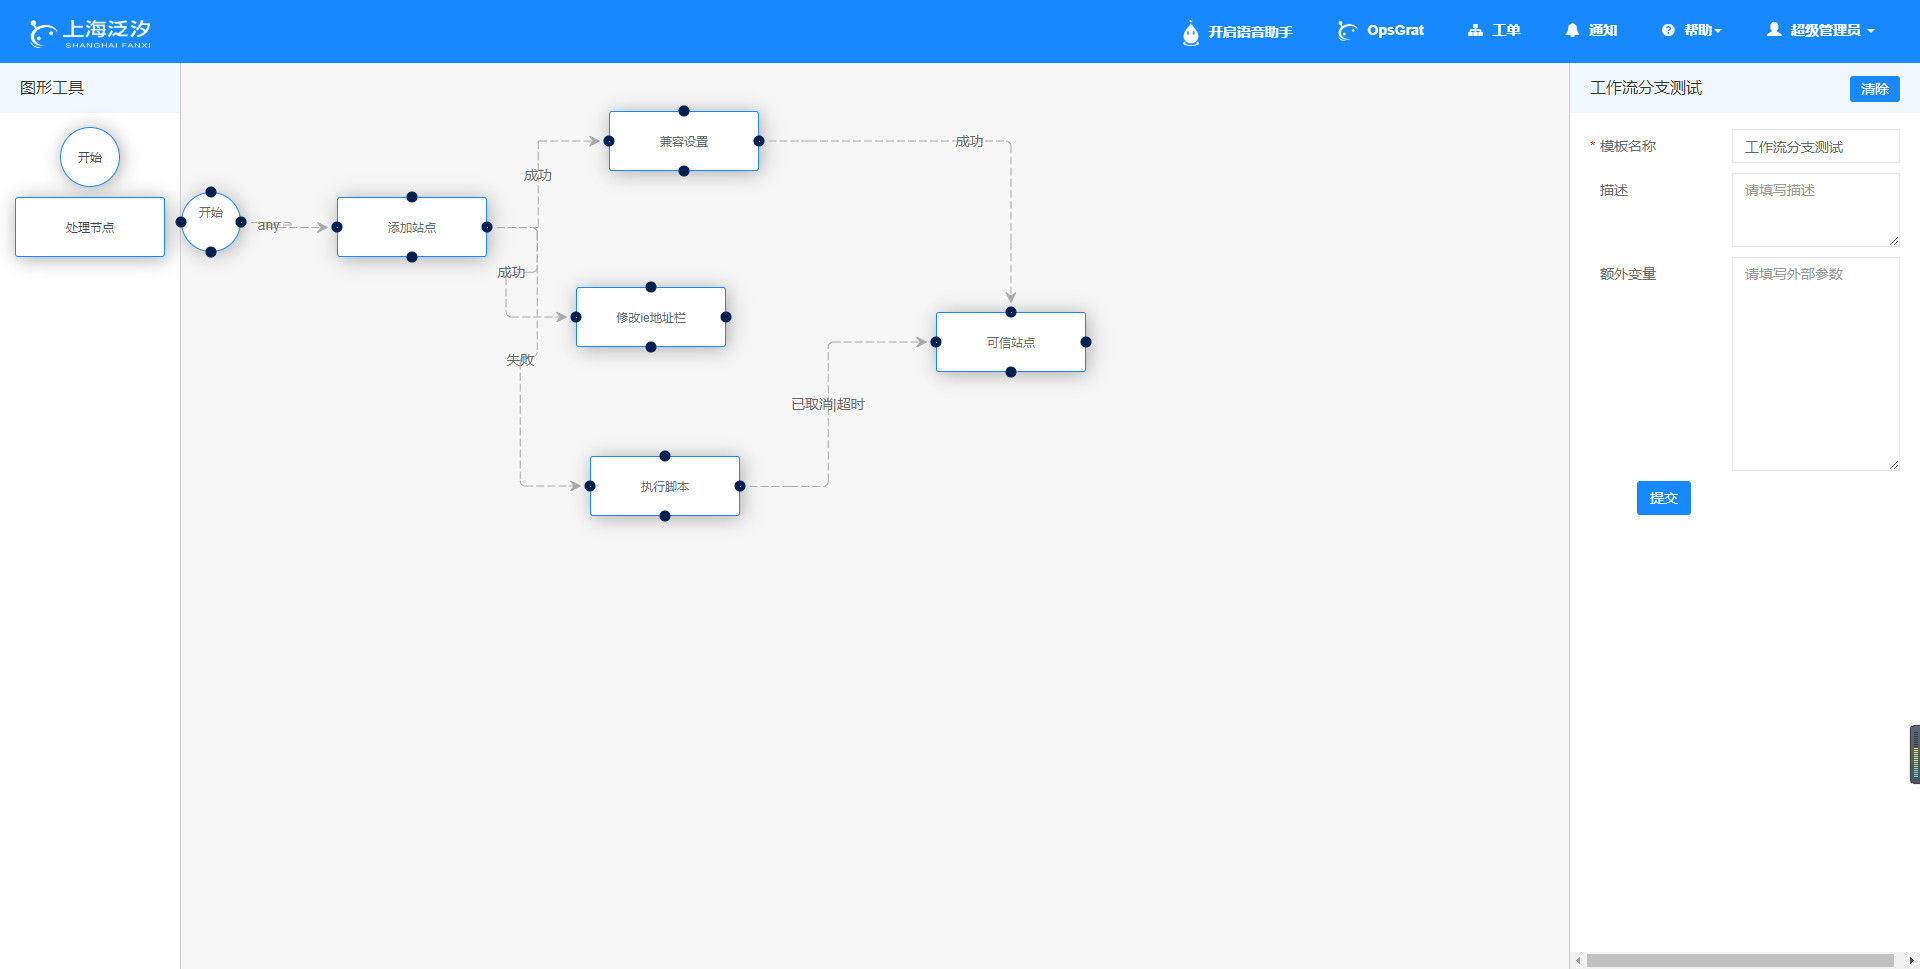 上海泛汐
SHANGHAI FANXI
开启语音助手
OpsGrat
工单
通知
帮助
超级管理员
图形工具
开始
处理节点
开始
any
添加站点
成功
兼容设置
成功
成功
修改ie地址栏
失败
可信站点
已取消|超时
执行脚本
工作流分支测试
清除
* 模板名称
工作流分支测试
描述
请填写描述
额外变量
请填写外部参数
提交